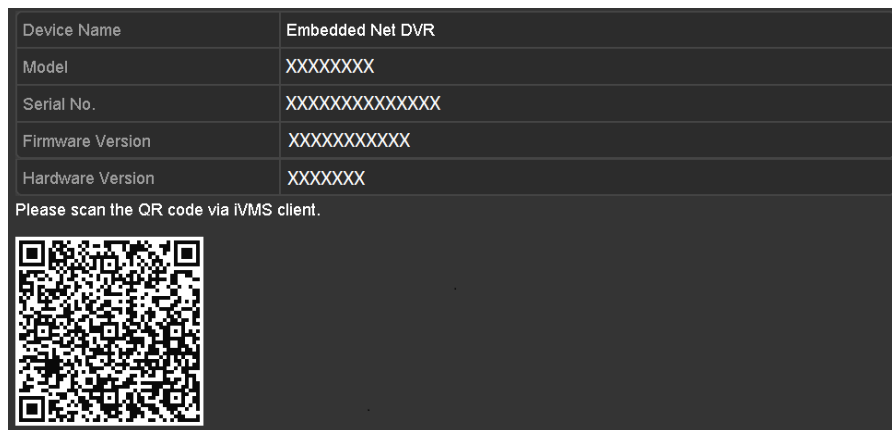 Device Name Embedded Net DVR
Model XXXXXXXX
Serial No. XXXXXXXXXXXXXX
Firmware Version XXXXXXXXXXX
Hardware Version XXXXXXX
Please scan the QR code via iVMS client.